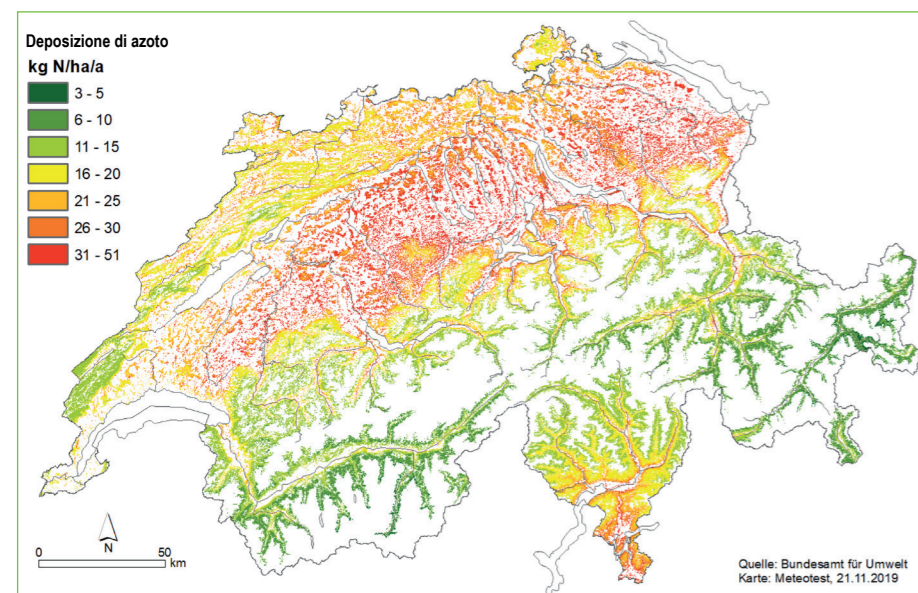 Deposizione di azoto
kg N/ha/a
3 - 5
6 - 10
11 - 15
16 - 20
21 - 25
26 - 30
31 - 51
N
0 50
km
Quelle: Bundesamt für Umwelt
Karte: Meteotest, 21.11.2019